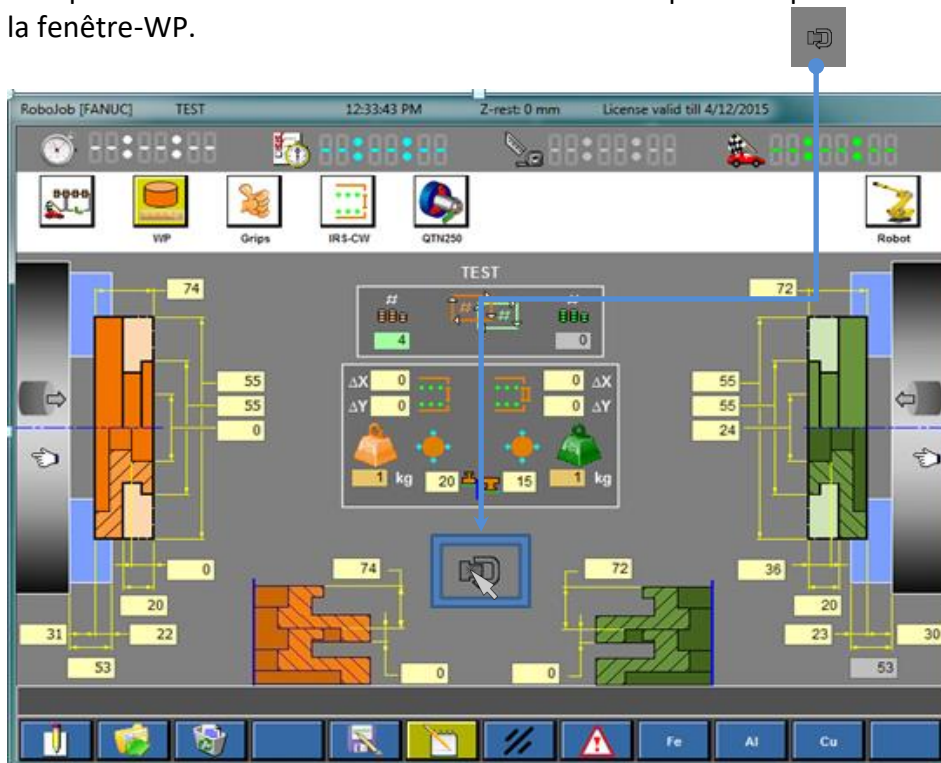 la fenêtre-WP.
RoboJob [FANUC] TEST 12:33:43 PM Z-rest: 0 mm License valid till 4/12/2015
WP Grips IRS-CW QTN250 Robot
TEST
74 # # # # 72
4 0
ΔX 0 0 ΔX
55 55
ΔY 0 0 ΔY
55 55
0 24
1 kg 20 15 1 kg
0 74 72 36
20 20
31 22 23 30
53 0 0 53
Fe Al Cu